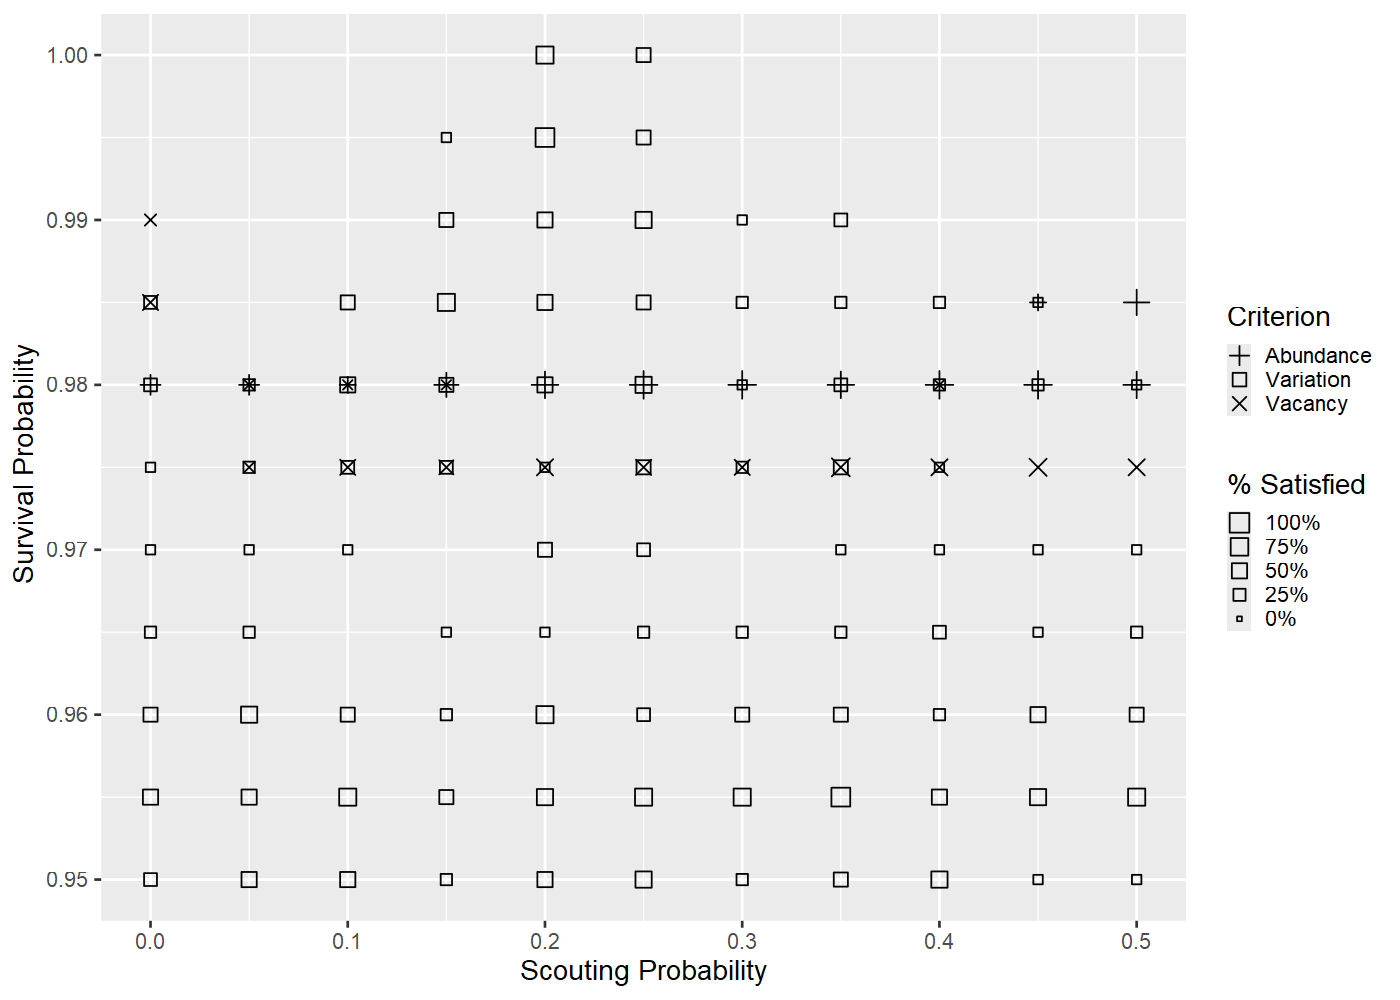 1.00
0.99
0.98
0.97
0.96
0.95
Survival Probability
0.0 0.1 0.2 0.3 0.4 0.5
Scouting Probability
Criterion
Abundance
Variation
Vacancy
% Satisfied
100%
75%
50%
25%
0%